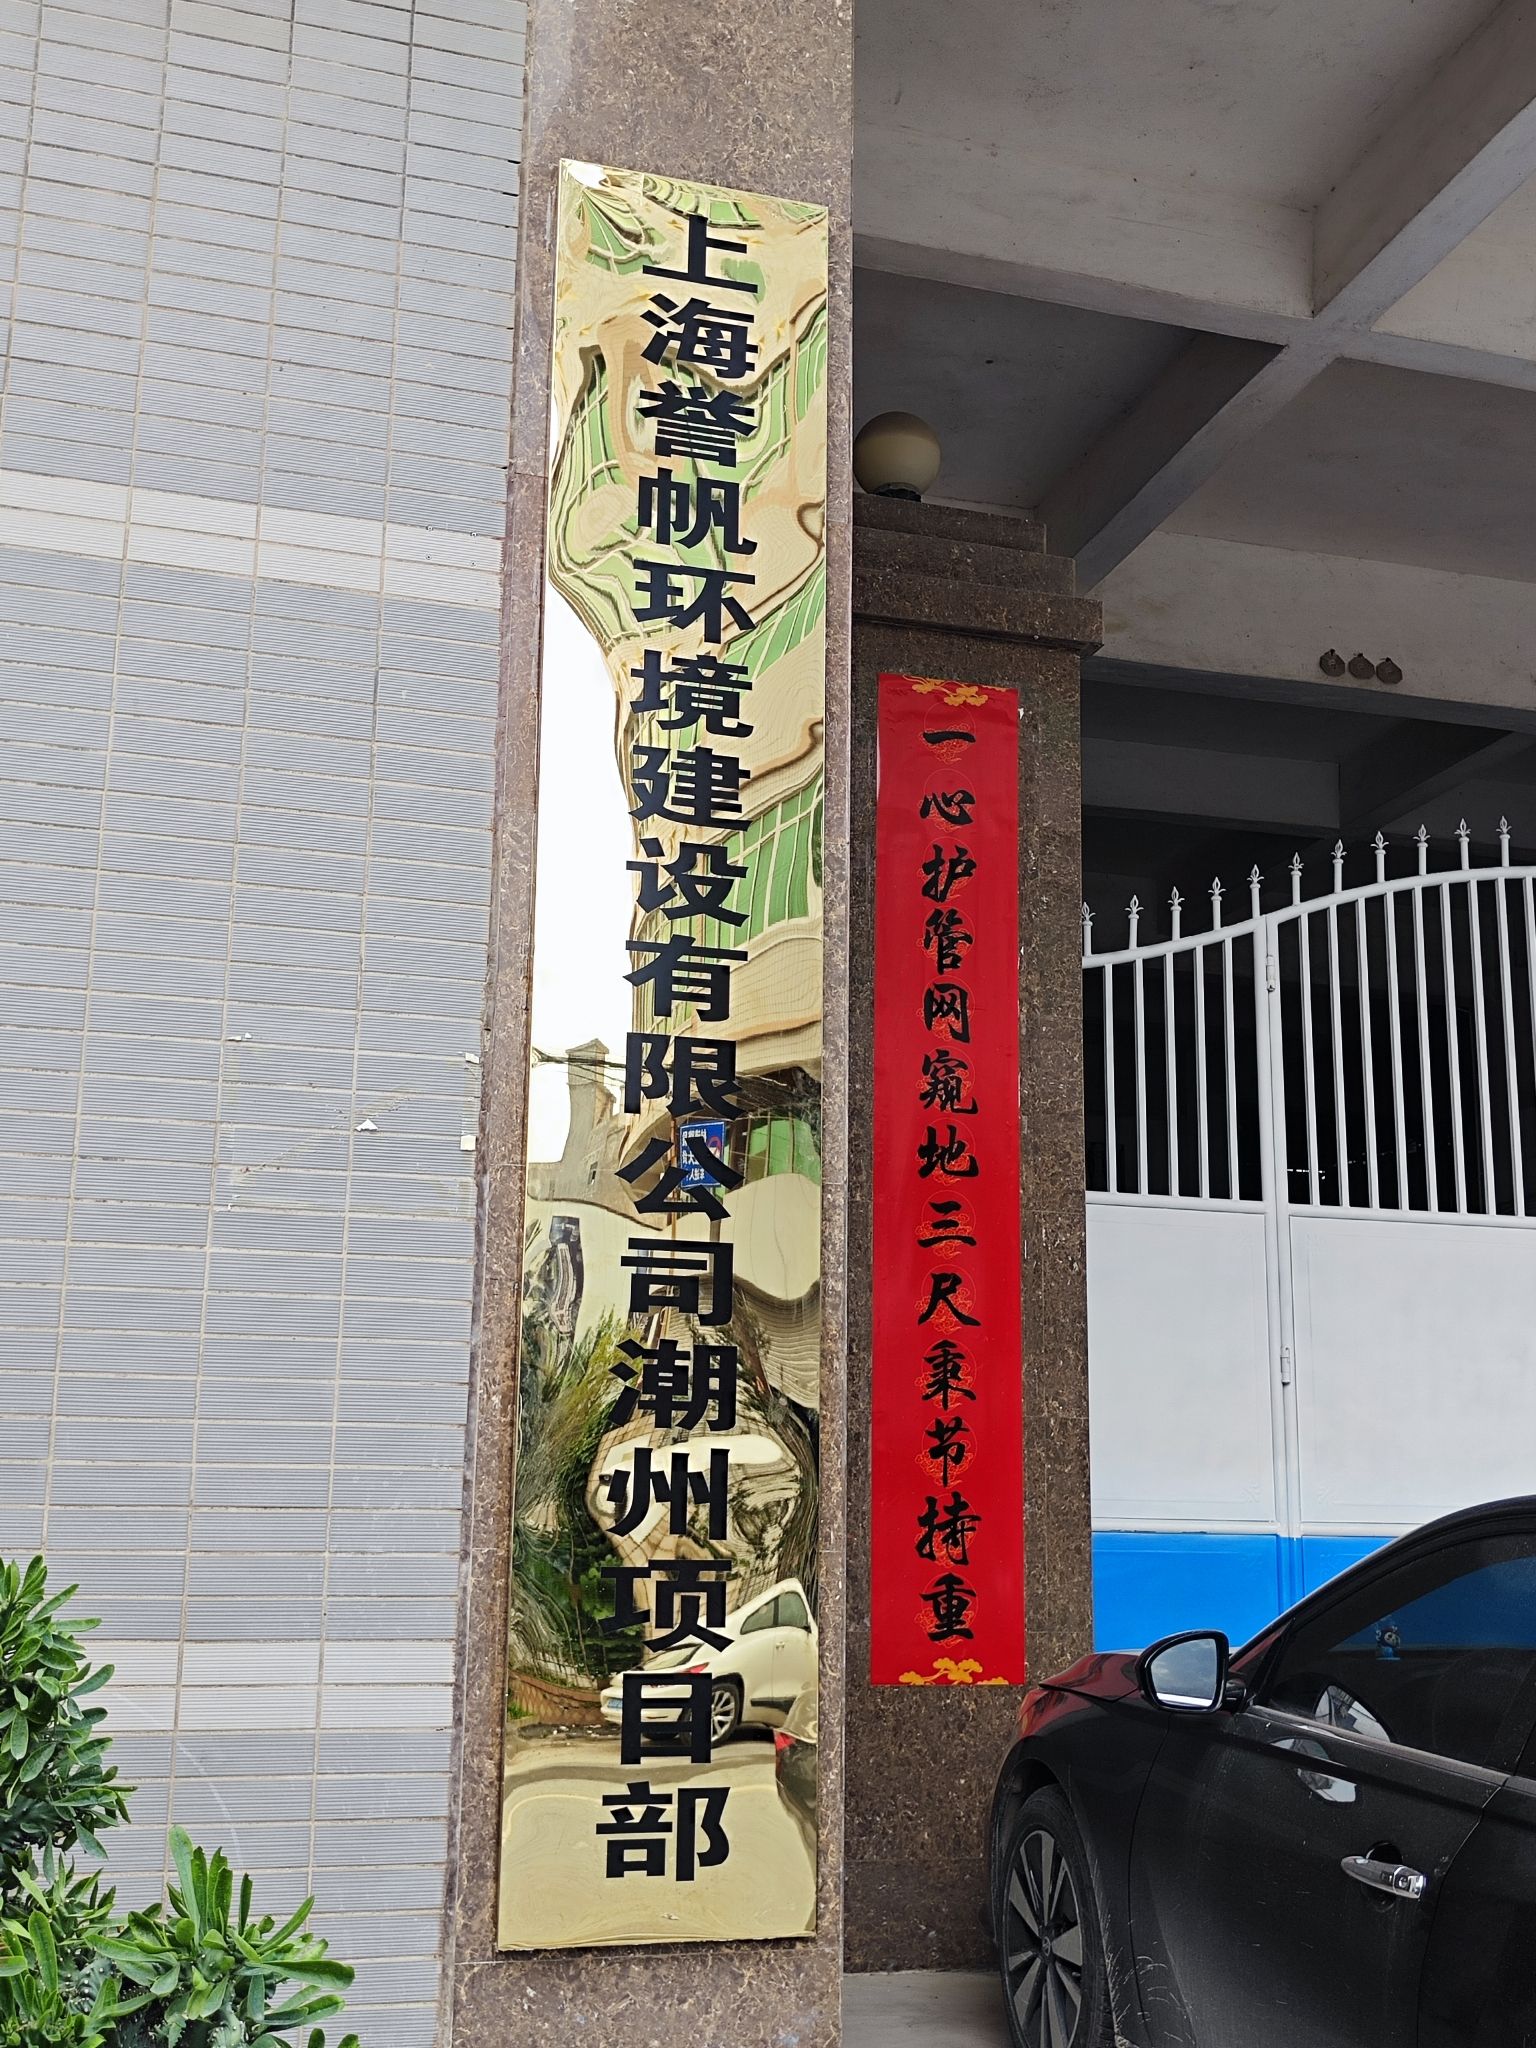 上海誉帆环境建设有限公司潮州项目部
一心护管网窥地三尺秉节持重